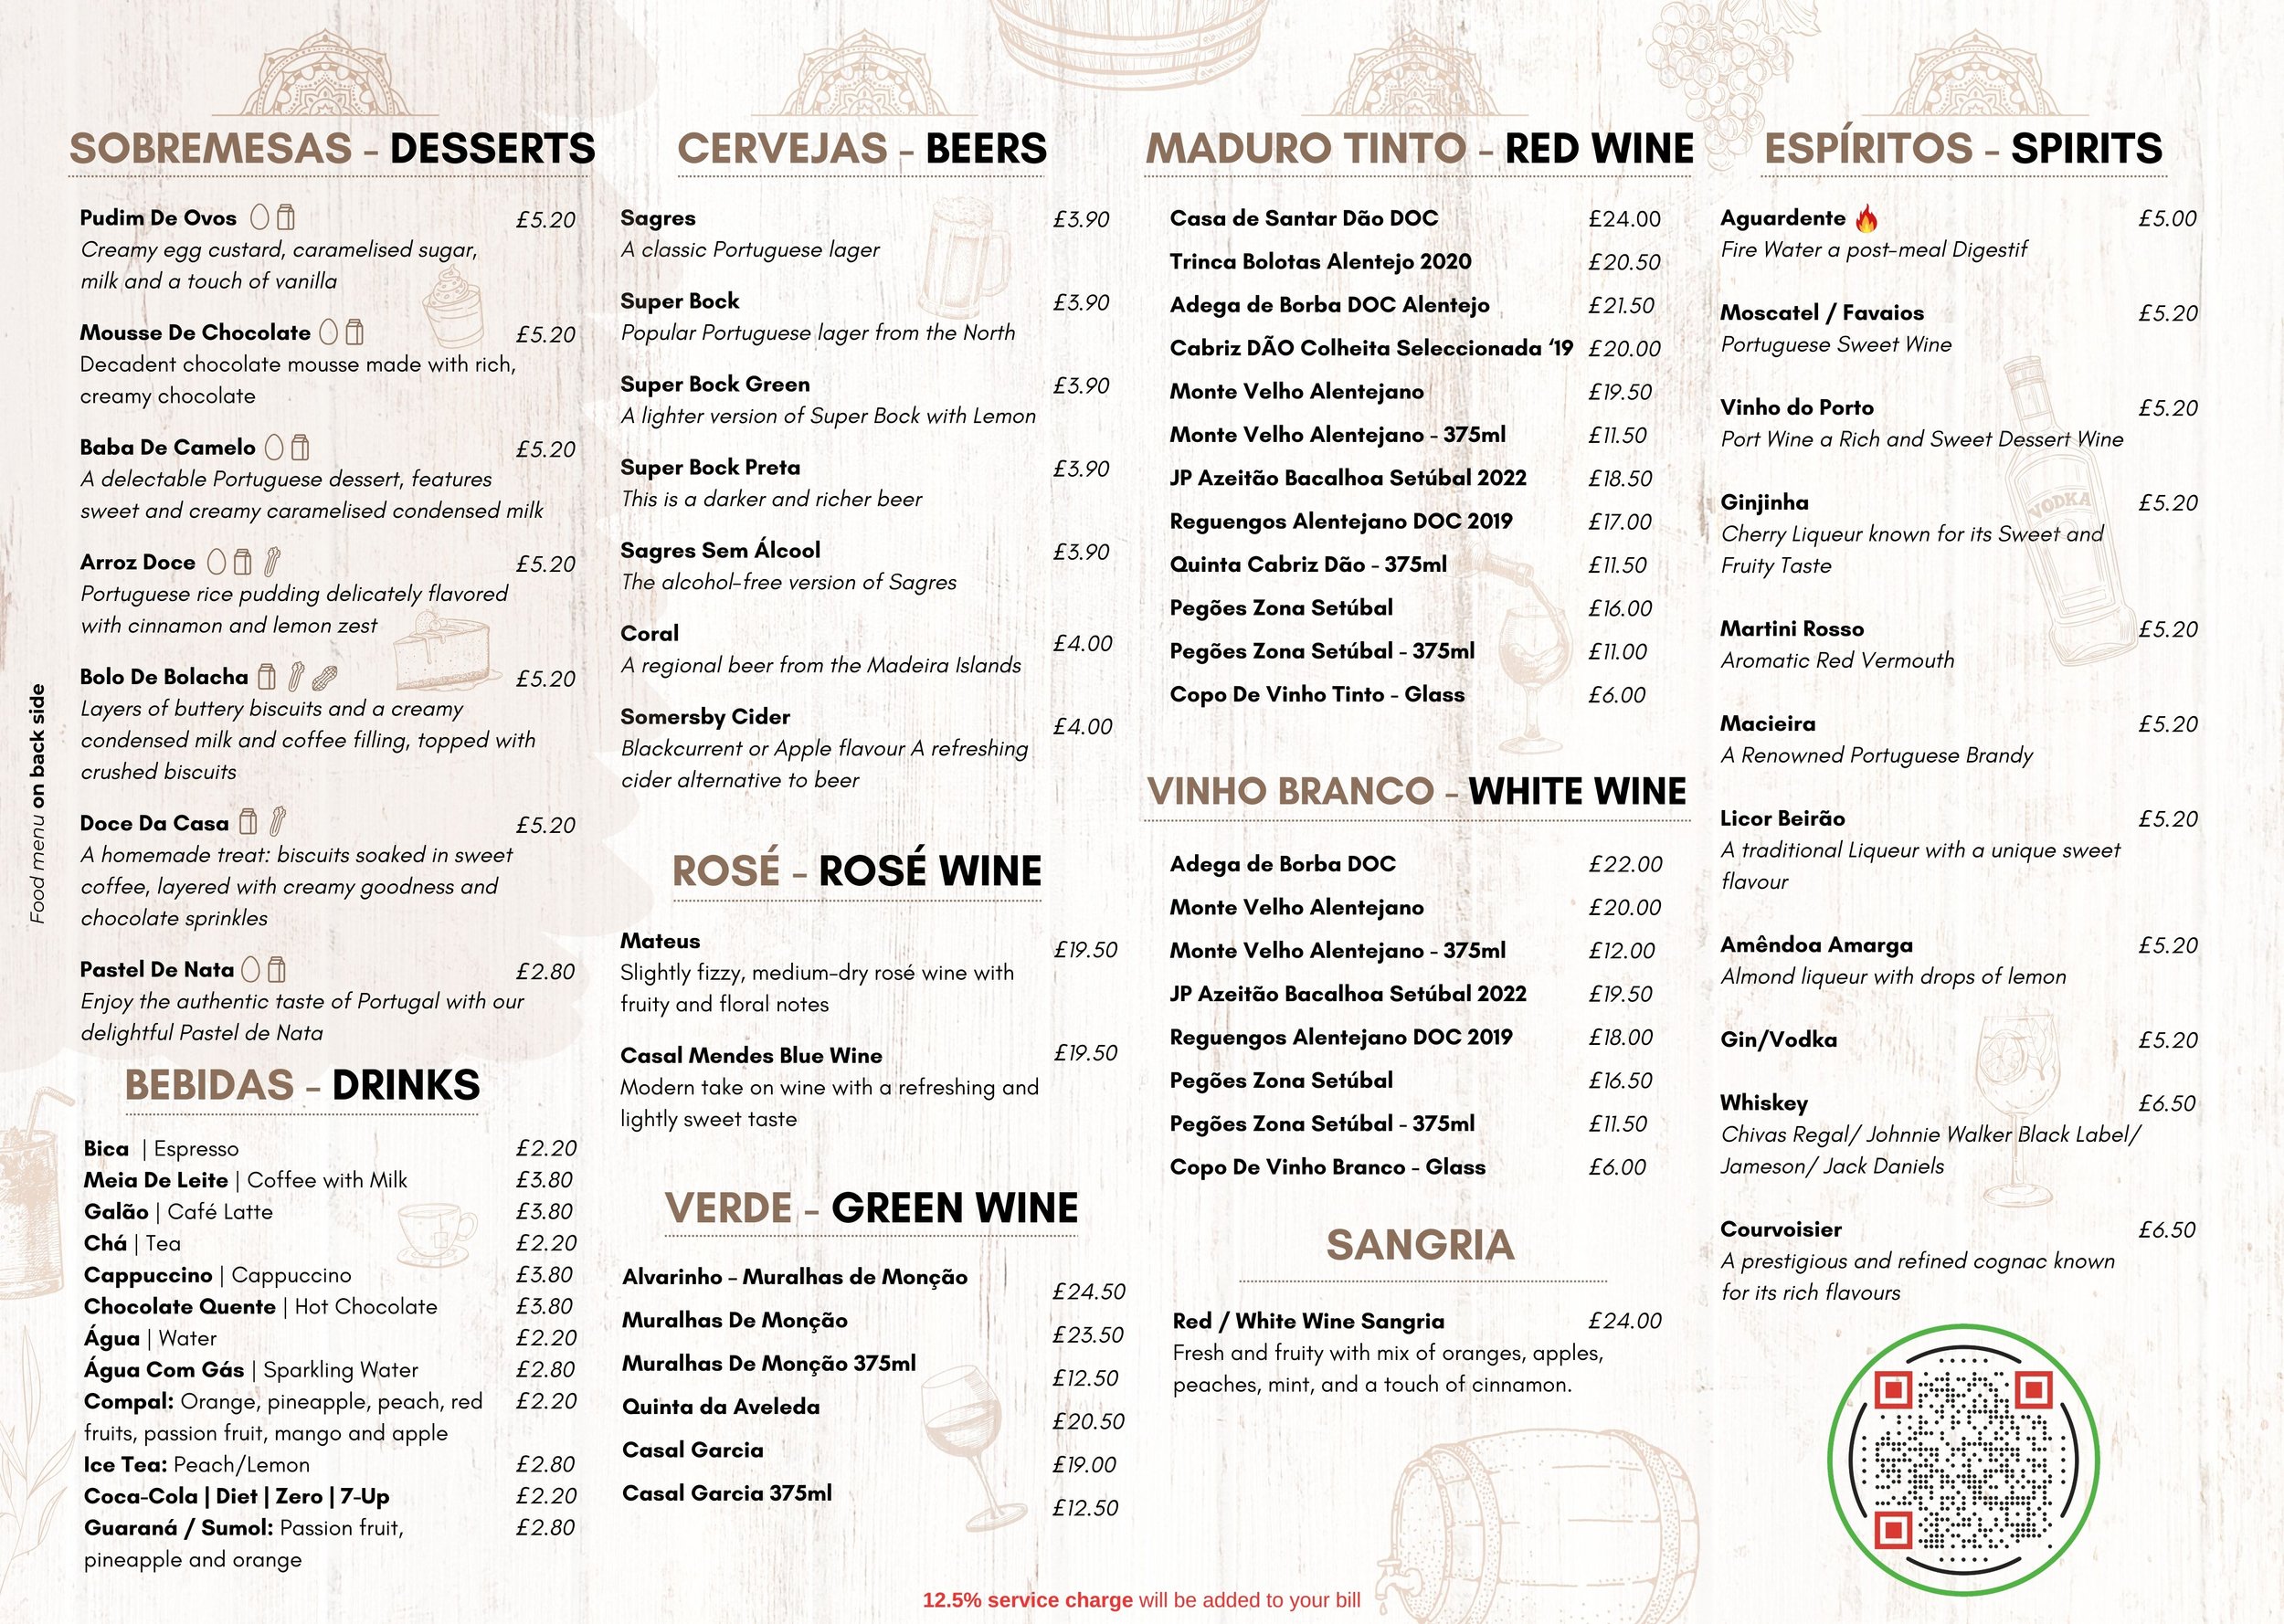 SOBREMESAS - DESSERTS
Pudim De Ovos £5.20
Creamy egg custard, caramelised sugar,
milk and a touch of vanilla
Mousse De Chocolate £5.20
Decadent chocolate mousse made with rich,
creamy chocolate
Baba De Camelo £5.20
A delectable Portuguese dessert, features
sweet and creamy caramelised condensed milk
Arroz Doce £5.20
Portuguese rice pudding delicately flavored
with cinnamon and lemon zest
Bolo De Bolacha £5.20
Layers of buttery biscuits and a creamy
condensed milk and coffee filling, topped with
crushed biscuits
Doce Da Casa £5.20
A homemade treat: biscuits soaked in sweet
coffee, layered with creamy goodness and
chocolate sprinkles
Pastel De Nata £2.80
Enjoy the authentic taste of Portugal with our
delightful Pastel de Nata
Food menu on back side
BEBIDAS - DRINKS
Bica | Espresso £2.20
Meia De Leite | Coffee with Milk £3.80
Galão | Café Latte £3.80
Chá | Tea £2.20
Cappuccino | Cappuccino £3.80
Chocolate Quente | Hot Chocolate £3.80
Água | Water £2.20
Água Com Gás | Sparkling Water £2.80
Compal: Orange, pineapple, peach, red £2.20
fruits, passion fruit, mango and apple
Ice Tea: Peach/Lemon £2.80
Coca-Cola | Diet | Zero | 7-Up £2.20
Guaraná / Sumol: Passion fruit, £2.80
pineapple and orange
CERVEJAS - BEERS
Sagres £3.90
A classic Portuguese lager
Super Bock £3.90
Popular Portuguese lager from the North
Super Bock Green £3.90
A lighter version of Super Bock with Lemon
Super Bock Preta £3.90
This is a darker and richer beer
Sagres Sem Álcool £3.90
The alcohol-free version of Sagres
Coral £4.00
A regional beer from the Madeira Islands
Somersby Cider £4.00
Blackcurrent or Apple flavour A refreshing
cider alternative to beer
ROSÉ - ROSÉ WINE
Mateus £19.50
Slightly fizzy, medium-dry rosé wine with
fruity and floral notes
Casal Mendes Blue Wine £19.50
Modern take on wine with a refreshing and
lightly sweet taste
VERDE - GREEN WINE
Alvarinho - Muralhas de Monção £24.50
Muralhas De Monção £23.50
Muralhas De Monção 375ml £12.50
Quinta da Aveleda £20.50
Casal Garcia £19.00
Casal Garcia 375ml £12.50
MADURO TINTO - RED WINE
Casa de Santar Dão DOC £24.00
Trinca Bolotas Alentejo 2020 £20.50
Adega de Borba DOC Alentejo £21.50
Cabriz DÃO Colheita Seleccionada ‘19 £20.00
Monte Velho Alentejano £19.50
Monte Velho Alentejano - 375ml £11.50
JP Azeitão Bacalhoa Setúbal 2022 £18.50
Reguengos Alentejano DOC 2019 £17.00
Quinta Cabriz Dão - 375ml £11.50
Pegões Zona Setúbal £16.00
Pegões Zona Setúbal - 375ml £11.00
Copo De Vinho Tinto - Glass £6.00
VINHO BRANCO - WHITE WINE
Adega de Borba DOC £22.00
Monte Velho Alentejano £20.00
Monte Velho Alentejano - 375ml £12.00
JP Azeitão Bacalhoa Setúbal 2022 £19.50
Reguengos Alentejano DOC 2019 £18.00
Pegões Zona Setúbal £16.50
Pegões Zona Setúbal - 375ml £11.50
Copo De Vinho Branco - Glass £6.00
SANGRIA
Red / White Wine Sangria £24.00
Fresh and fruity with mix of oranges, apples,
peaches, mint, and a touch of cinnamon.
ESPÍRITOS - SPIRITS
Aguardente £5.00
Fire Water a post-meal Digestif
Moscatel / Favaios £5.20
Portuguese Sweet Wine
Vinho do Porto £5.20
Port Wine a Rich and Sweet Dessert Wine
Ginjinha £5.20
Cherry Liqueur known for its Sweet and
Fruity Taste
VODKA
Martini Rosso £5.20
Aromatic Red Vermouth
Macieira £5.20
A Renowned Portuguese Brandy
Licor Beirão £5.20
A traditional Liqueur with a unique sweet
flavour
Amêndoa Amarga £5.20
Almond liqueur with drops of lemon
Gin/Vodka £5.20
Whiskey £6.50
Chivas Regal/ Johnnie Walker Black Label/
Jameson/ Jack Daniels
Courvoisier £6.50
A prestigious and refined cognac known
for its rich flavours
12.5% service charge will be added to your bill